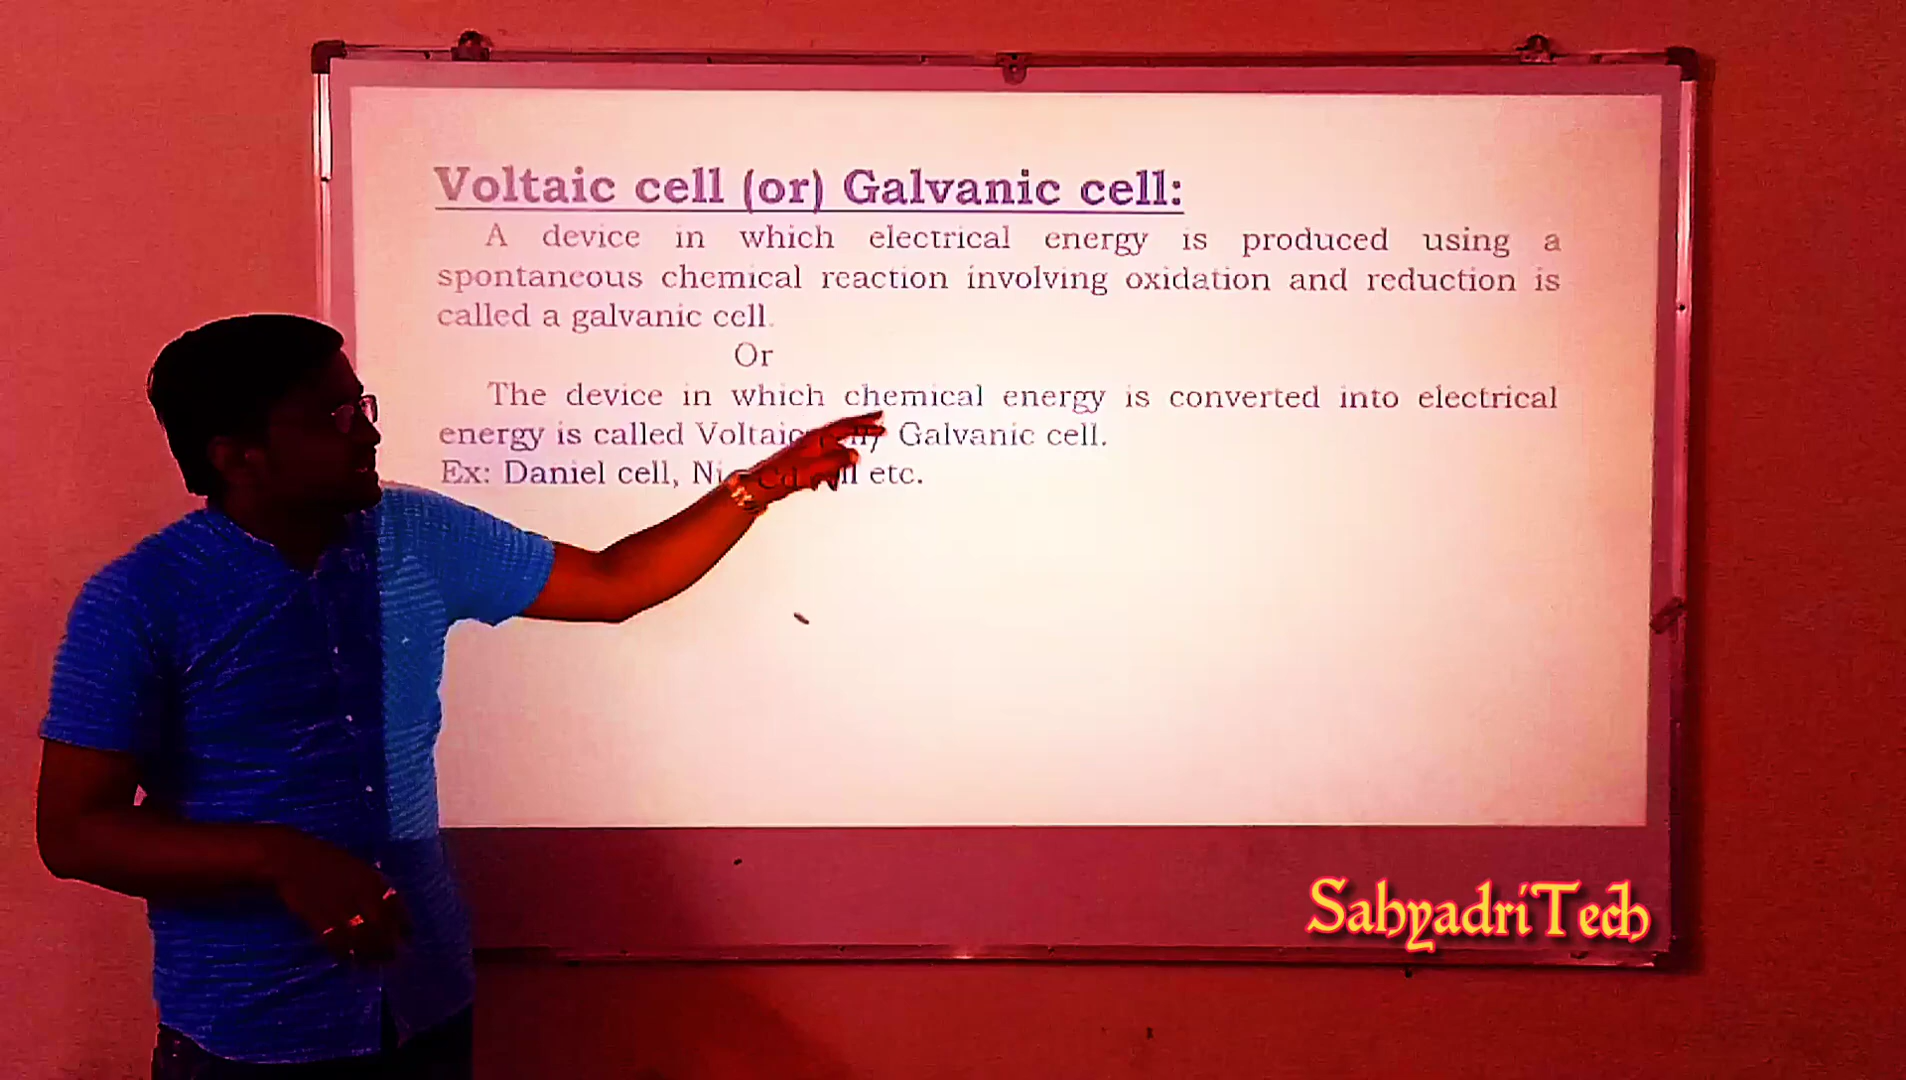 Voltaic cell (or) Galvanic cell:
A device in which electrical energy is produced using a
spontaneous chemical reaction involving oxidation and reduction is
called a galvanic cell.
Or
The device in which chemical energy is converted into electrical
energy is called Voltaic Galvanic cell.
Ex: Daniel cell, etc.
SahyadriTech